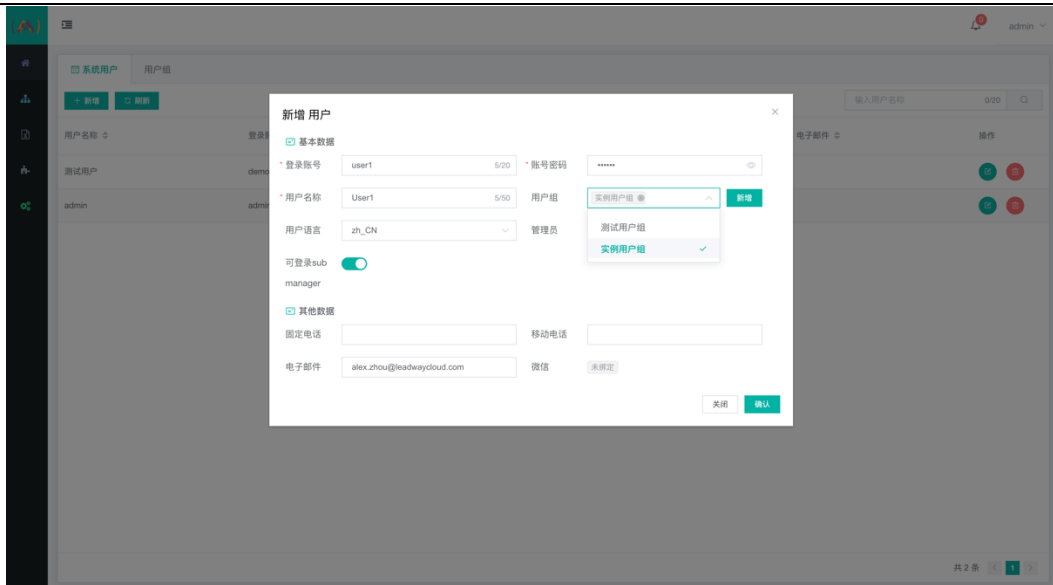 0
admin
系统用户
用户组
+ 新增
刷新
输入用户名称
0/20
用户名称
登录账
电子邮件
操作
测试用户
demo
admin
admin
新增 用户
基本数据
* 登录账号
user1
5/20
* 账号密码
••••••
* 用户名称
User1
5/50
用户组
实例用户组
新增
测试用户组
实例用户组
用户语言
zh_CN
管理员
可登录sub
manager
其他数据
固定电话
移动电话
电子邮件
alex.zhou@leadwaycloud.com
微信
未绑定
关闭
确认
共 2 条
1